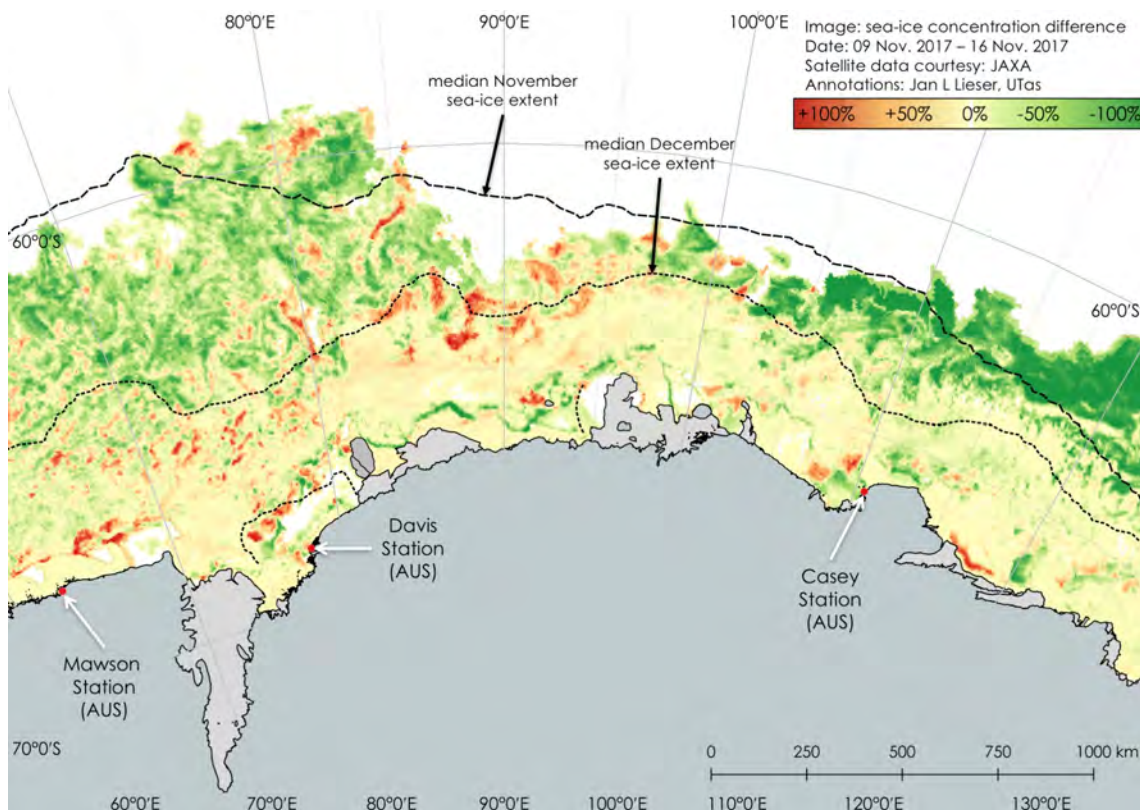 80°0'E
90°0'E
100°0'E
Image: sea-ice concentration difference
Date: 09 Nov. 2017 – 16 Nov. 2017
Satellite data courtesy: JAXA
Annotations: Jan L Lieser, UTas
+100%
+50%
0%
-50%
-100%
median November
sea-ice extent
median December
sea-ice extent
60°0'S
60°0'S
Davis
Station
(AUS)
Casey
Station
(AUS)
Mawson
Station
(AUS)
70°0'S
0
250
500
750
1000 km
60°0'E
70°0'E
80°0'E
90°0'E
100°0'E
110°0'E
120°0'E
130°0'E